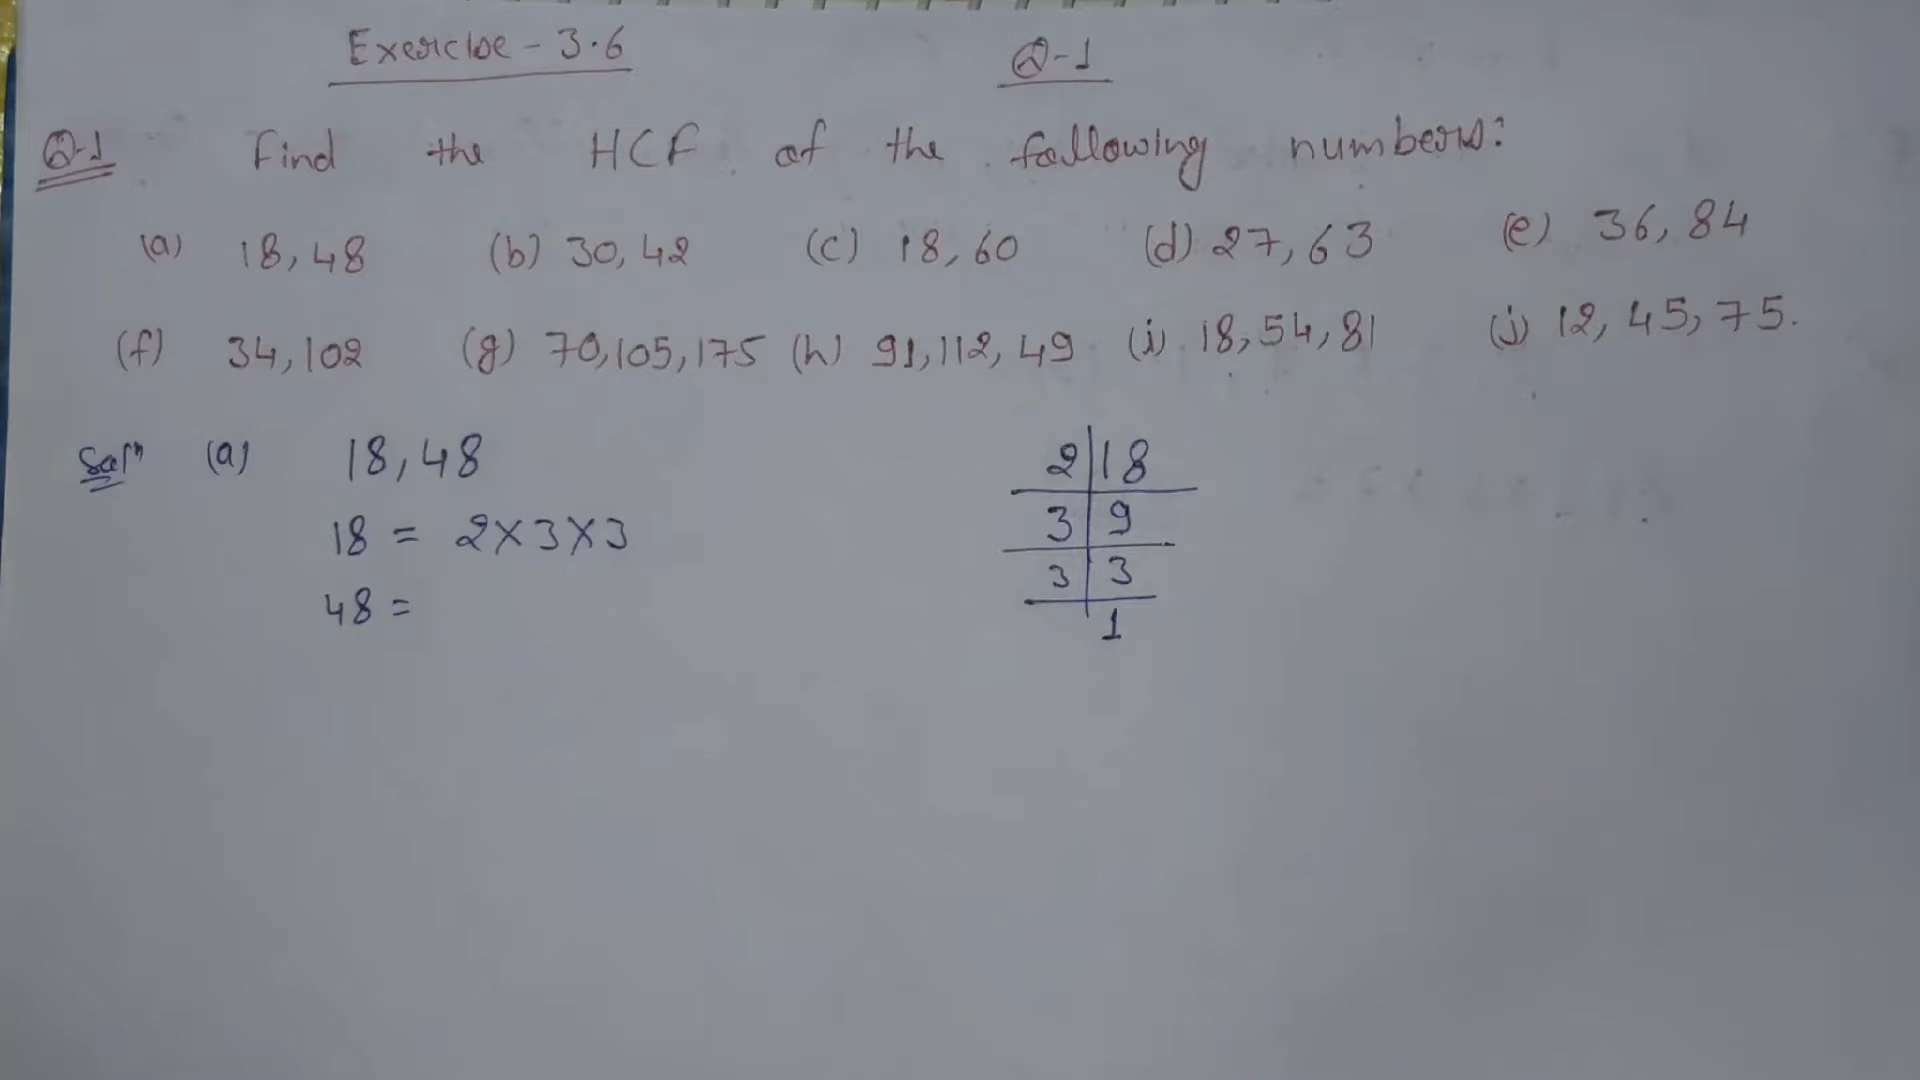 Exercise - 3.6 Q-1
Q-1 Find the HCF of the following numbers:
(a) 18, 48 (b) 30, 42 (c) 18, 60 (d) 27, 63 (e) 36, 84
(f) 34, 102 (g) 70, 105, 175 (h) 91, 112, 49 (i) 18, 54, 81 (j) 12, 45, 75.
Solⁿ (a) 18, 48
18 = 2×3×3
48 =
2|18
3|9
3|3
1